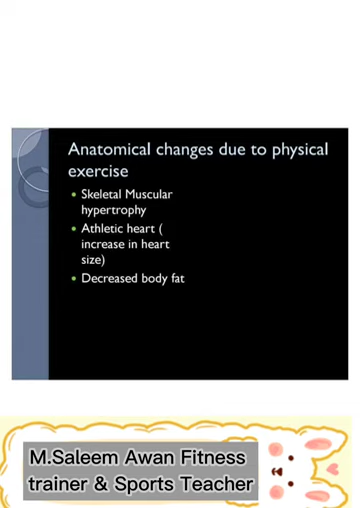 Anatomical changes due to physical
exercise
• Skeletal Muscular
hypertrophy
• Athletic heart (
increase in heart
size)
• Decreased body fat
M.Saleem Awan Fitness
trainer & Sports Teacher